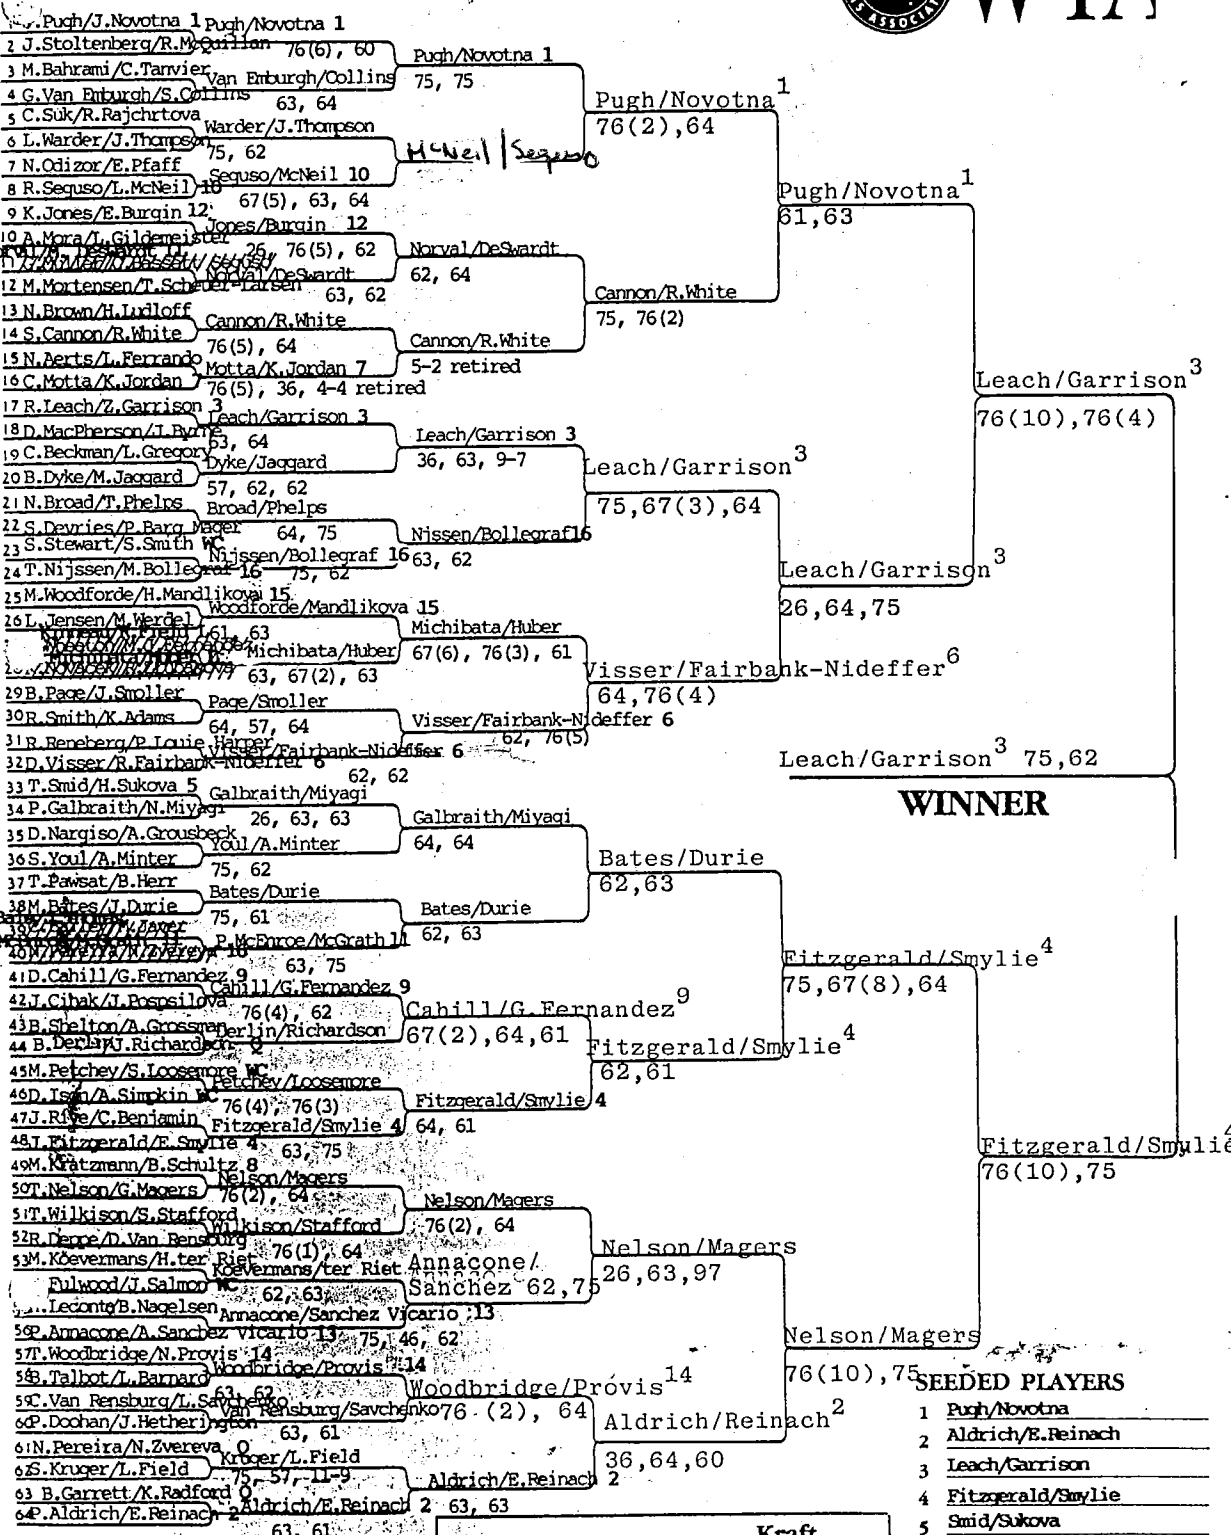 .Pugh/J.Novotna 1
2 J.Stoltenberg/R.McQuillan
3 M.Bahrami/C.Tanvier
4 G.Van Emburgh/S.Collins
5 C.Suk/R.Rajchrtova
6 L.Warder/J.Thompson
7 N.Odizor/E.Pfaff
8 R.Seguso/L.McNeil 10
9 K.Jones/E.Burgin 12
10 A.Mora/L.Gildemeister
11
12 M.Mortensen/T.Scheuer-Larsen
13 N.Brown/H.Ludloff
14 S.Cannon/R.White
15 N.Aerts/L.Ferrando
16 C.Motta/K.Jordan 7
17 R.Leach/Z.Garrison 3
18 D.MacPherson/J.Byrne
19 C.Beckman/L.Gregory
20 B.Dyke/M.Jaggard
21 N.Broad/T.Phelps
22 S.Devries/P.Barg Mager
23 S.Stewart/S.Smith WC
24 T.Nijssen/M.Bollegraf 16
25 M.Woodforde/H.Mandlikova 15
26 L.Jensen/M.Werdel
29 B.Page/J.Smoller
30 R.Smith/K.Adams
31 R.Reneberg/P.Louie Harper
32 D.Visser/R.Fairbank-Nideffer 6
33 T.Smid/H.Sukova 5
34 P.Galbraith/N.Miyagi
35 D.Nargiso/A.Grousbeck
36 S.Youl/A.Minter
37 T.Pawsat/B.Herr
38 M.Bates/J.Durie
41 D.Cahill/G.Fernandez 9
42 J.Cihak/J.Pospsilova
43 B.Shelton/A.Grossman
44 B.Derlin/J.Richardson Q
45 M.Petchey/S.Loosemore WC
46 D.Ison/A.Simpkin WC
47 J.Rive/C.Benjamin
48 J.Fitzgerald/E.Smylie 4
49 M.Kratzmann/B.Schultz 8
50 T.Nelson/G.Magers
51 T.Wilkison/S.Stafford
52 R.Deppe/D.Van Rensburg
53 M.Koevermans/H.ter Riet
Fulwood/J.Salmon WC
.Leconte/B.Nagelsen
56 P.Annacone/A.Sanchez Vicario 13
57 T.Woodbridge/N.Provis 14
58 B.Talbot/L.Barnard
59 C.Van Rensburg/L.Savchenko
60 P.Doohan/J.Hetherington
61 N.Pereira/N.Zvereva Q
62 S.Kruger/L.Field
63 B.Garrett/K.Radford Q
64 P.Aldrich/E.Reinach 2
Pugh/Novotna 1
76(6), 60
Van Emburgh/Collins
63, 64
Warder/J.Thompson
75, 62
Seguso/McNeil 10
67(5), 63, 64
Jones/Burgin 12
26, 76(5), 62
Norval/DeSwardt
63, 62
Cannon/R.White
76(5), 64
Motta/K.Jordan 7
76(5), 36, 4-4 retired
Leach/Garrison 3
63, 64
Dyke/Jaggard
57, 62, 62
Broad/Phelps
64, 75
Nijssen/Bollegraf 16
75, 62
Woodforde/Mandlikova 15
61, 63
Michibata/Huber
63, 67(2), 63
Page/Smoller
64, 57, 64
Visser/Fairbank-Nideffer 6
62, 62
Galbraith/Miyagi
26, 63, 63
Youl/A.Minter
75, 62
Bates/Durie
75, 61
P.McEnroe/McGrath 11
63, 75
Cahill/G.Fernandez 9
76(4), 62
Derlin/Richardson
Petchey/Loosemore
76(4), 76(3)
Fitzgerald/Smylie 4
63, 75
Nelson/Magers
76(2), 64
Wilkison/Stafford
76(1), 64
Koevermans/ter Riet
62, 63
Annacone/Sanchez Vicario 13
75, 46, 62
Woodbridge/Provis 14
63, 62
Van Rensburg/Savchenko
63, 61
Kruger/L.Field
75, 57, 11-9
Aldrich/E.Reinach 2
63, 61
Pugh/Novotna 1
75, 75
McNeil/Seguso
Norval/DeSwardt
62, 64
Cannon/R.White
5-2 retired
Leach/Garrison 3
36, 63, 9-7
Nissen/Bollegraf16
63, 62
Michibata/Huber
67(6), 76(3), 61
Visser/Fairbank-Nideffer 6
62, 76(5)
Galbraith/Miyagi
64, 64
Bates/Durie
62, 63
Cahill/G.Fernandez 9
67(2),64,61
Fitzgerald/Smylie 4
64, 61
Nelson/Magers
76(2), 64
Annacone/
Sanchez 62,75
Woodbridge/Provis 14
76 (2), 64
Aldrich/E.Reinach 2
63, 63
Pugh/Novotna 1
76(2),64
Cannon/R.White
75, 76(2)
Leach/Garrison 3
75,67(3),64
Visser/Fairbank-Nideffer 6
64,76(4)
Bates/Durie
62,63
Fitzgerald/Smylie 4
62,61
Nelson/Magers
26,63,97
Aldrich/Reinach 2
36,64,60
Pugh/Novotna 1
61,63
Leach/Garrison 3
26,64,75
Fitzgerald/Smylie 4
75,67(8),64
Nelson/Magers
76(10),75
Leach/Garrison 3
76(10),76(4)
Fitzgerald/Smylie 4
76(10),75
Leach/Garrison 3 75,62
WINNER
SEEDED PLAYERS
1 Pugh/Novotna
2 Aldrich/E.Reinach
3 Leach/Garrison
4 Fitzgerald/Smylie
5 Smid/Sukova
Kraft
WTA